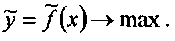 ỹ = f̃(x) → max .